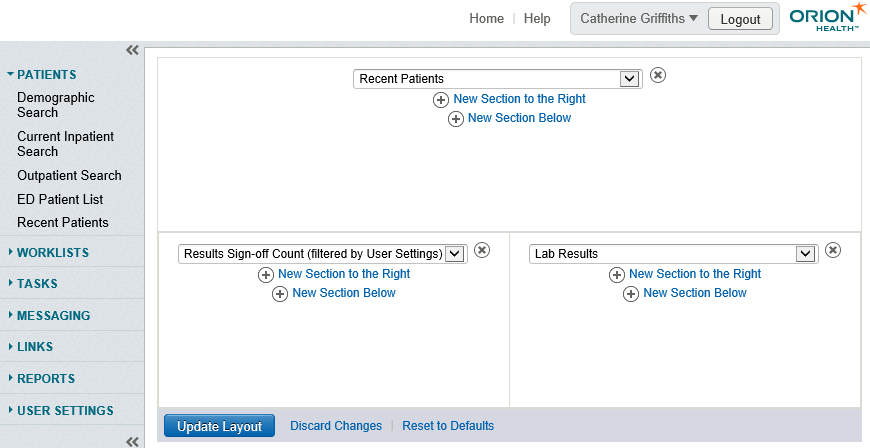 Home | Help Catherine Griffiths Logout ORION
HEALTH™
PATIENTS
Demographic
Search
Current Inpatient
Search
Outpatient Search
ED Patient List
Recent Patients
WORKLISTS
TASKS
MESSAGING
LINKS
REPORTS
USER SETTINGS
Recent Patients
New Section to the Right
New Section Below
Results Sign-off Count (filtered by User Settings)
New Section to the Right
New Section Below
Lab Results
New Section to the Right
New Section Below
Update Layout Discard Changes | Reset to Defaults